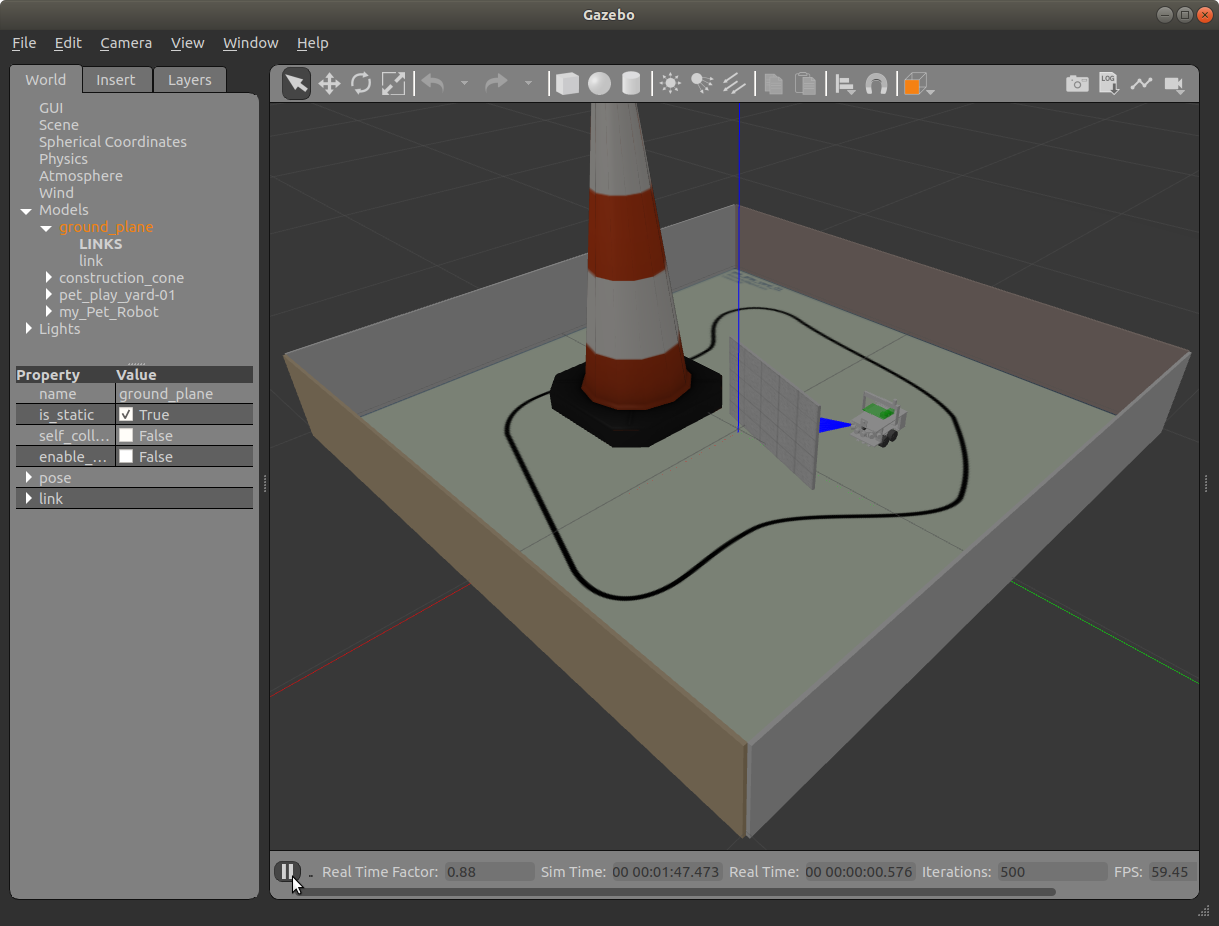 Gazebo
File Edit Camera View Window Help
World Insert Layers
LOG
GUI
Scene
Spherical Coordinates
Physics
Atmosphere
Wind
Models
ground_plane
LINKS
link
construction_cone
pet_play_yard-01
my_Pet_Robot
Lights
Property Value
name ground_plane
is_static True
self_coll... False
enable_... False
pose
link
Real Time Factor: 0.88 Sim Time: 00 00:01:47.473 Real Time: 00 00:00:00.576 Iterations: 500 FPS: 59.45